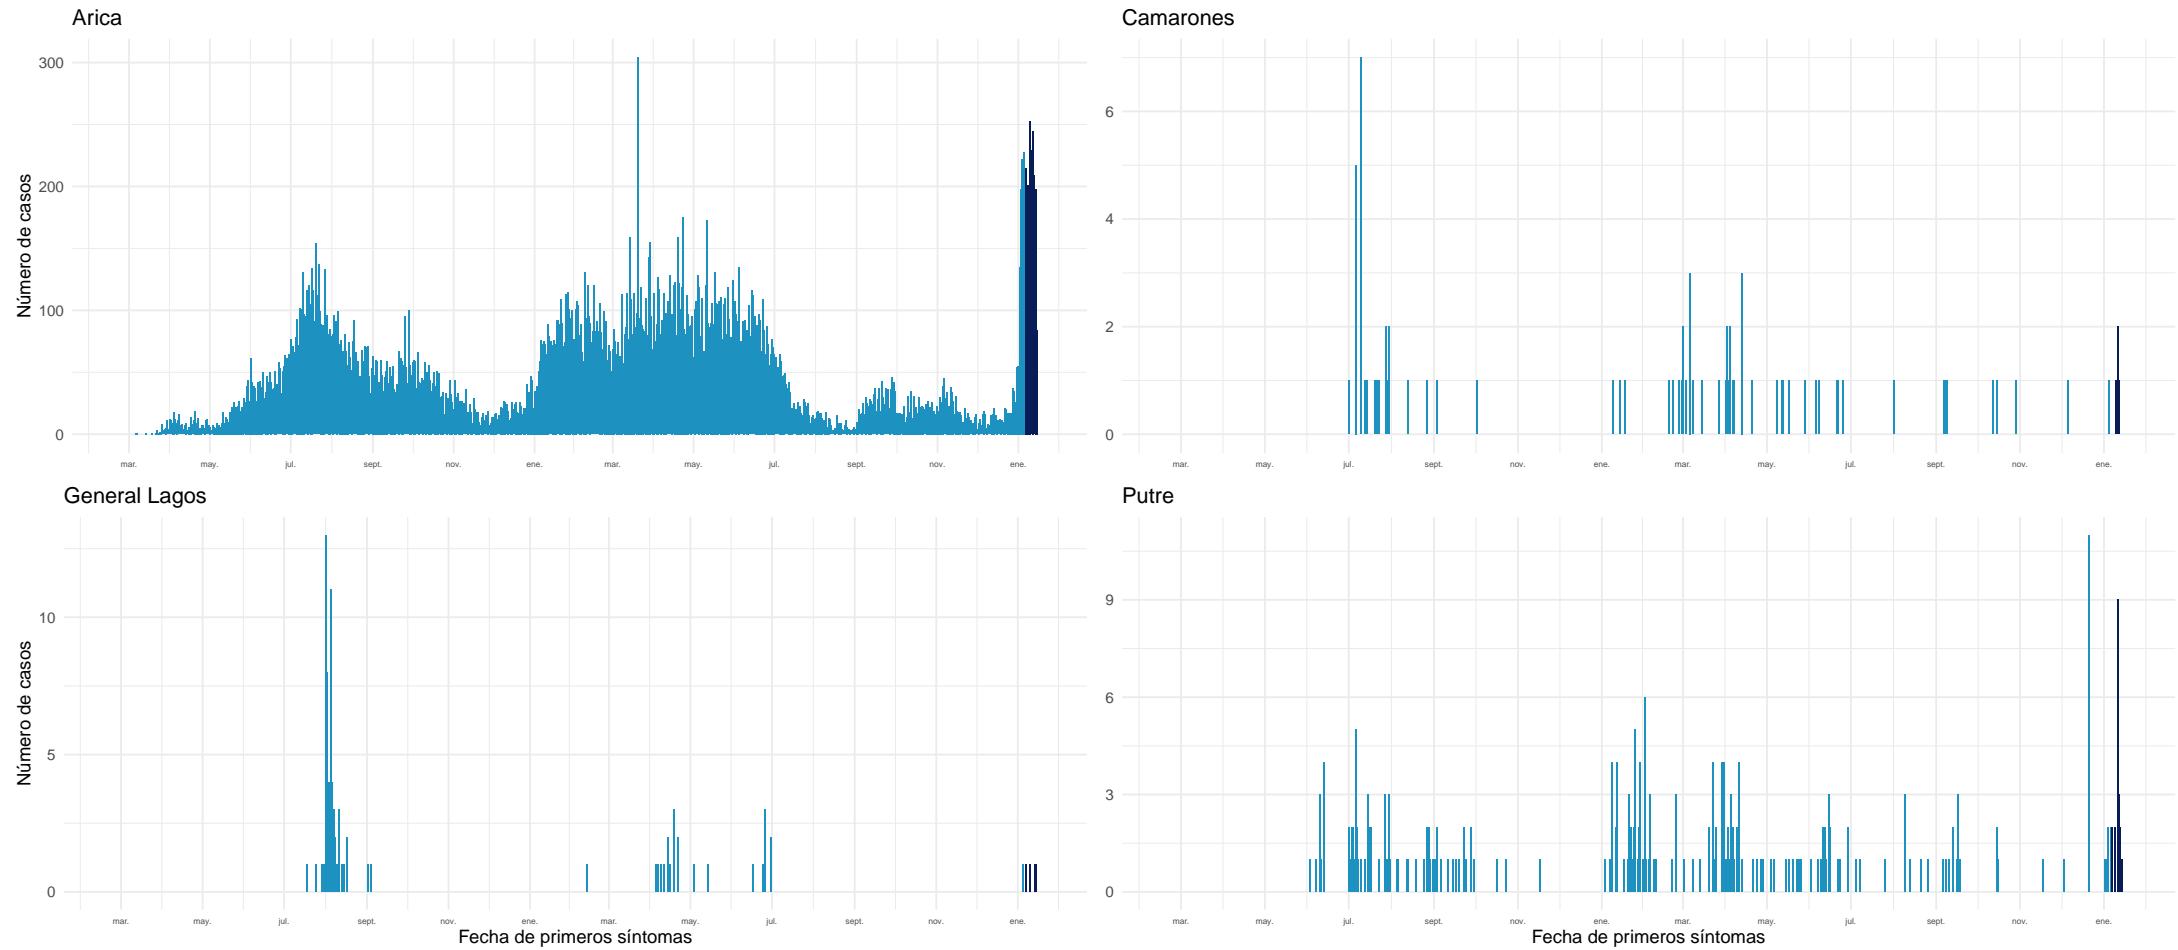 Arica
Número de casos
300
200
100
0
mar. may. jul. sept. nov. ene. mar. may. jul. sept. nov. ene.
Camarones
6
4
2
0
mar. may. jul. sept. nov. ene. mar. may. jul. sept. nov. ene.
General Lagos
Número de casos
10
5
0
mar. may. jul. sept. nov. ene. mar. may. jul. sept. nov. ene.
Fecha de primeros síntomas
Putre
9
6
3
0
mar. may. jul. sept. nov. ene. mar. may. jul. sept. nov. ene.
Fecha de primeros síntomas